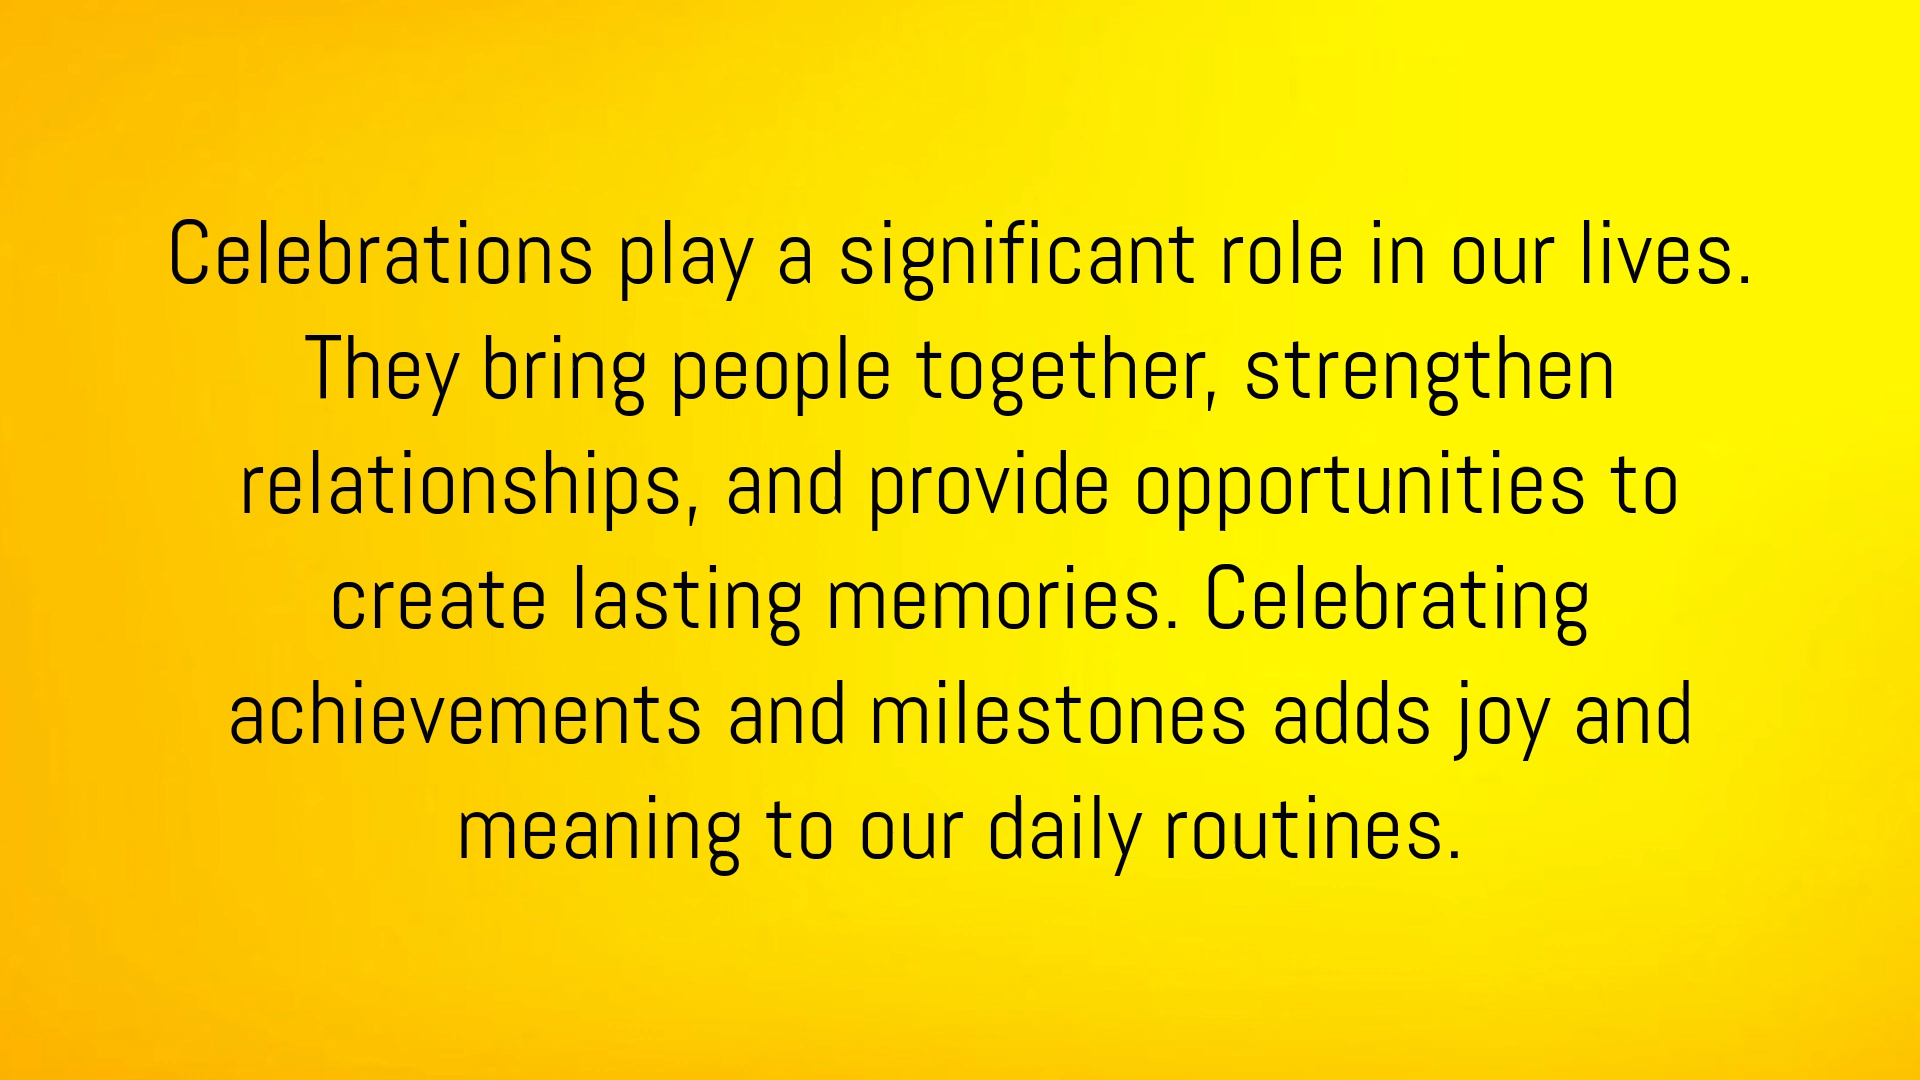 Celebrations play a significant role in our lives.
They bring people together, strengthen
relationships, and provide opportunities to
create lasting memories. Celebrating
achievements and milestones adds joy and
meaning to our daily routines.